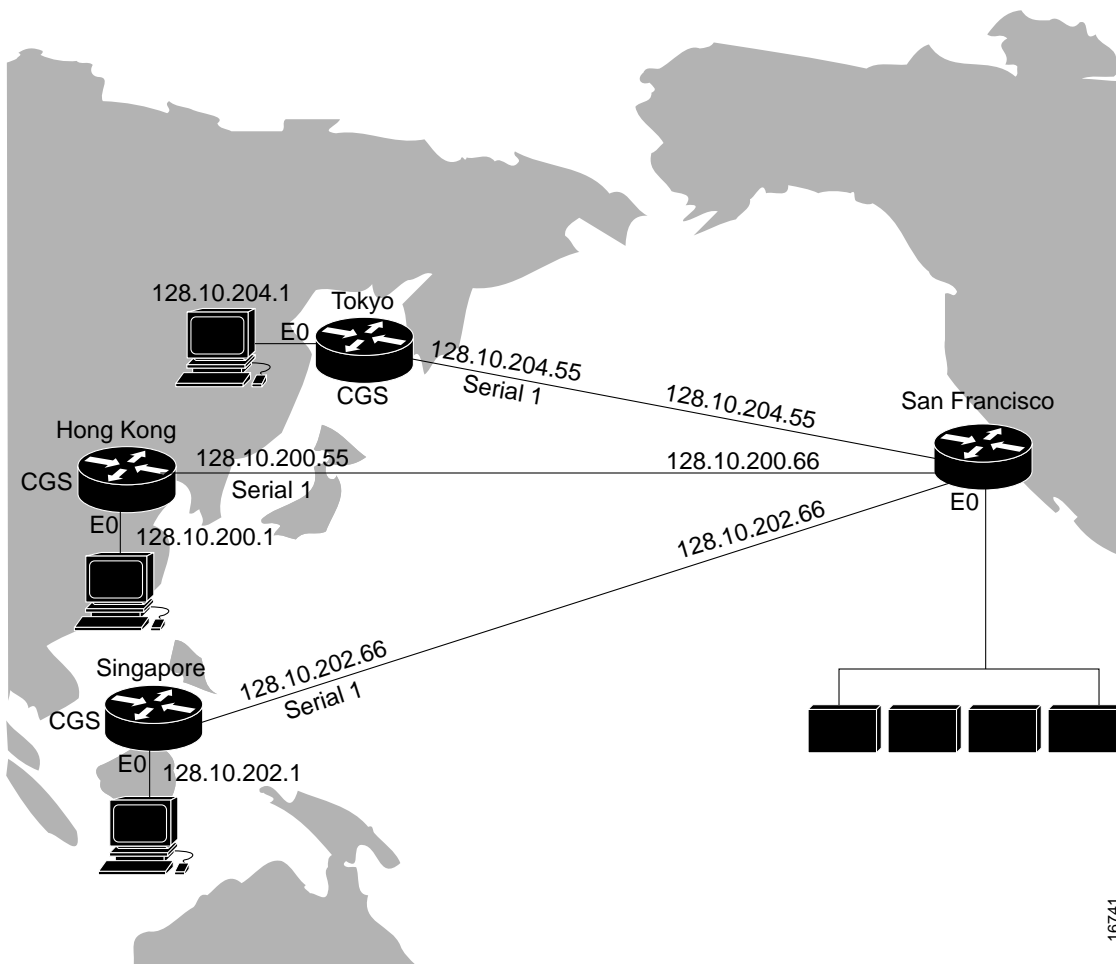 128.10.204.1
Tokyo
E0
128.10.204.55
Serial 1
CGS
128.10.204.55
San Francisco
E0
Hong Kong
CGS
128.10.200.55
Serial 1
128.10.200.66
E0
128.10.200.1
128.10.202.66
Singapore
CGS
128.10.202.66
Serial 1
E0
128.10.202.1
16741